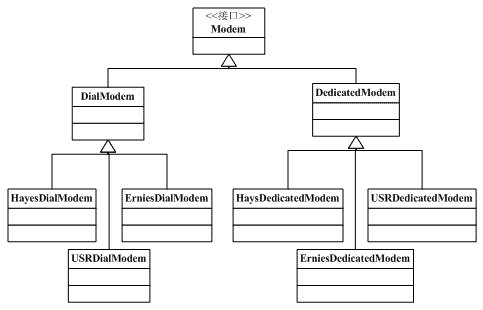 <<接口>>
Modem
DialModem
DedicatedModem
HayesDialModem
ErniesDialModem
HaysDedicatedModem
USRDedicatedModem
USRDialModem
ErniesDedicatedModem